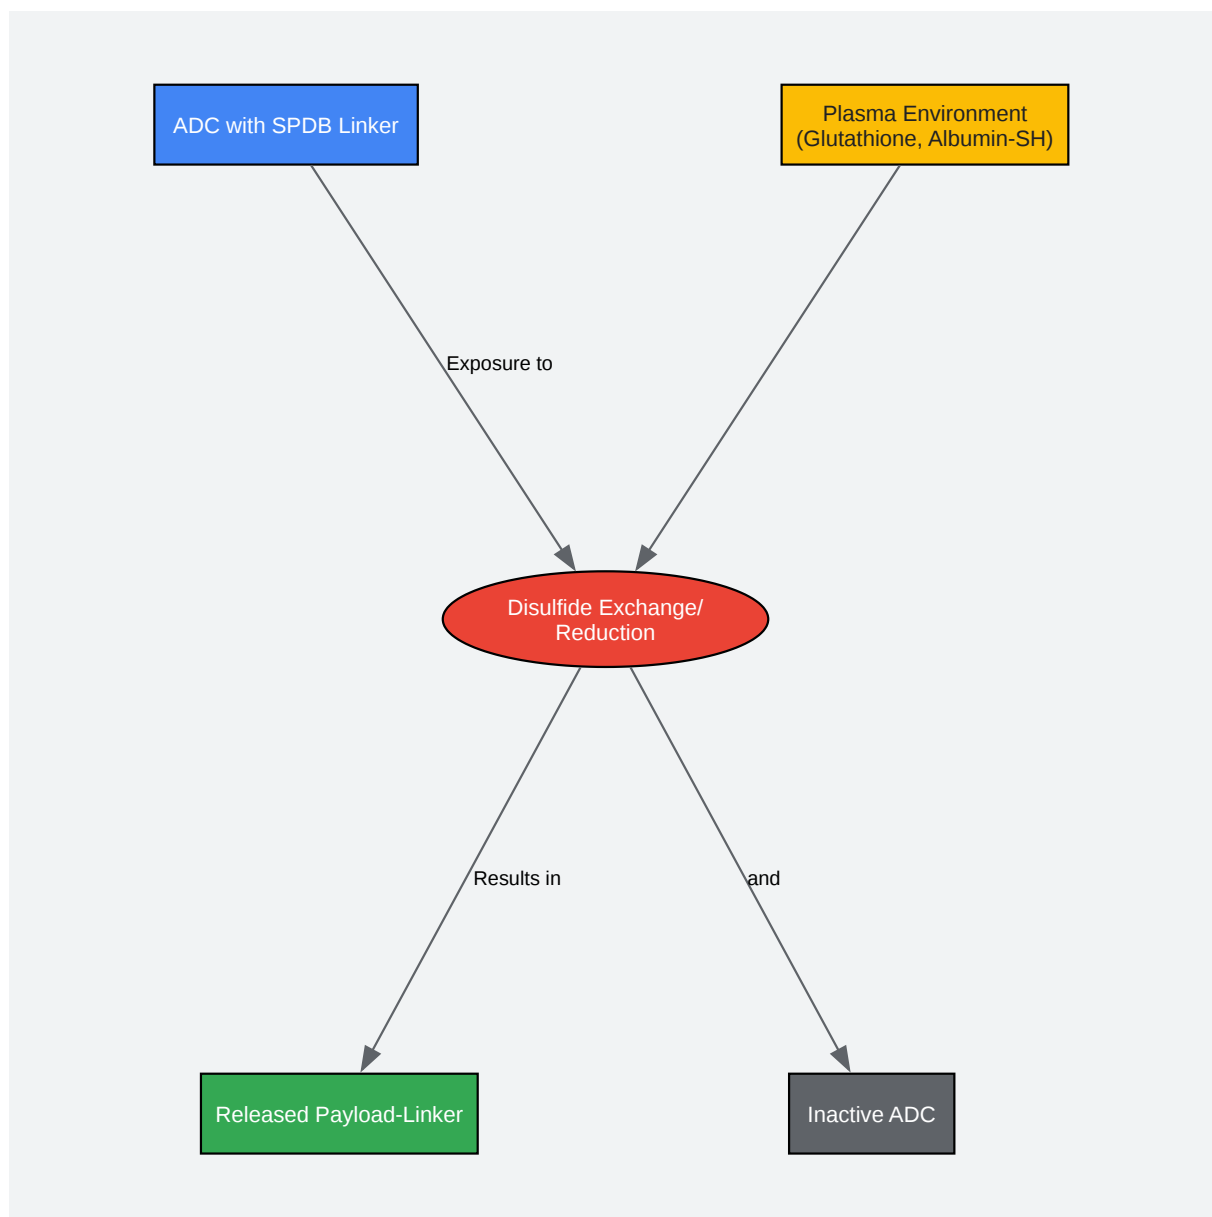 ADC with SPDB Linker
Plasma Environment
(Glutathione, Albumin-SH)
Exposure to
Disulfide Exchange/
Reduction
Results in
and
Released Payload-Linker
Inactive ADC